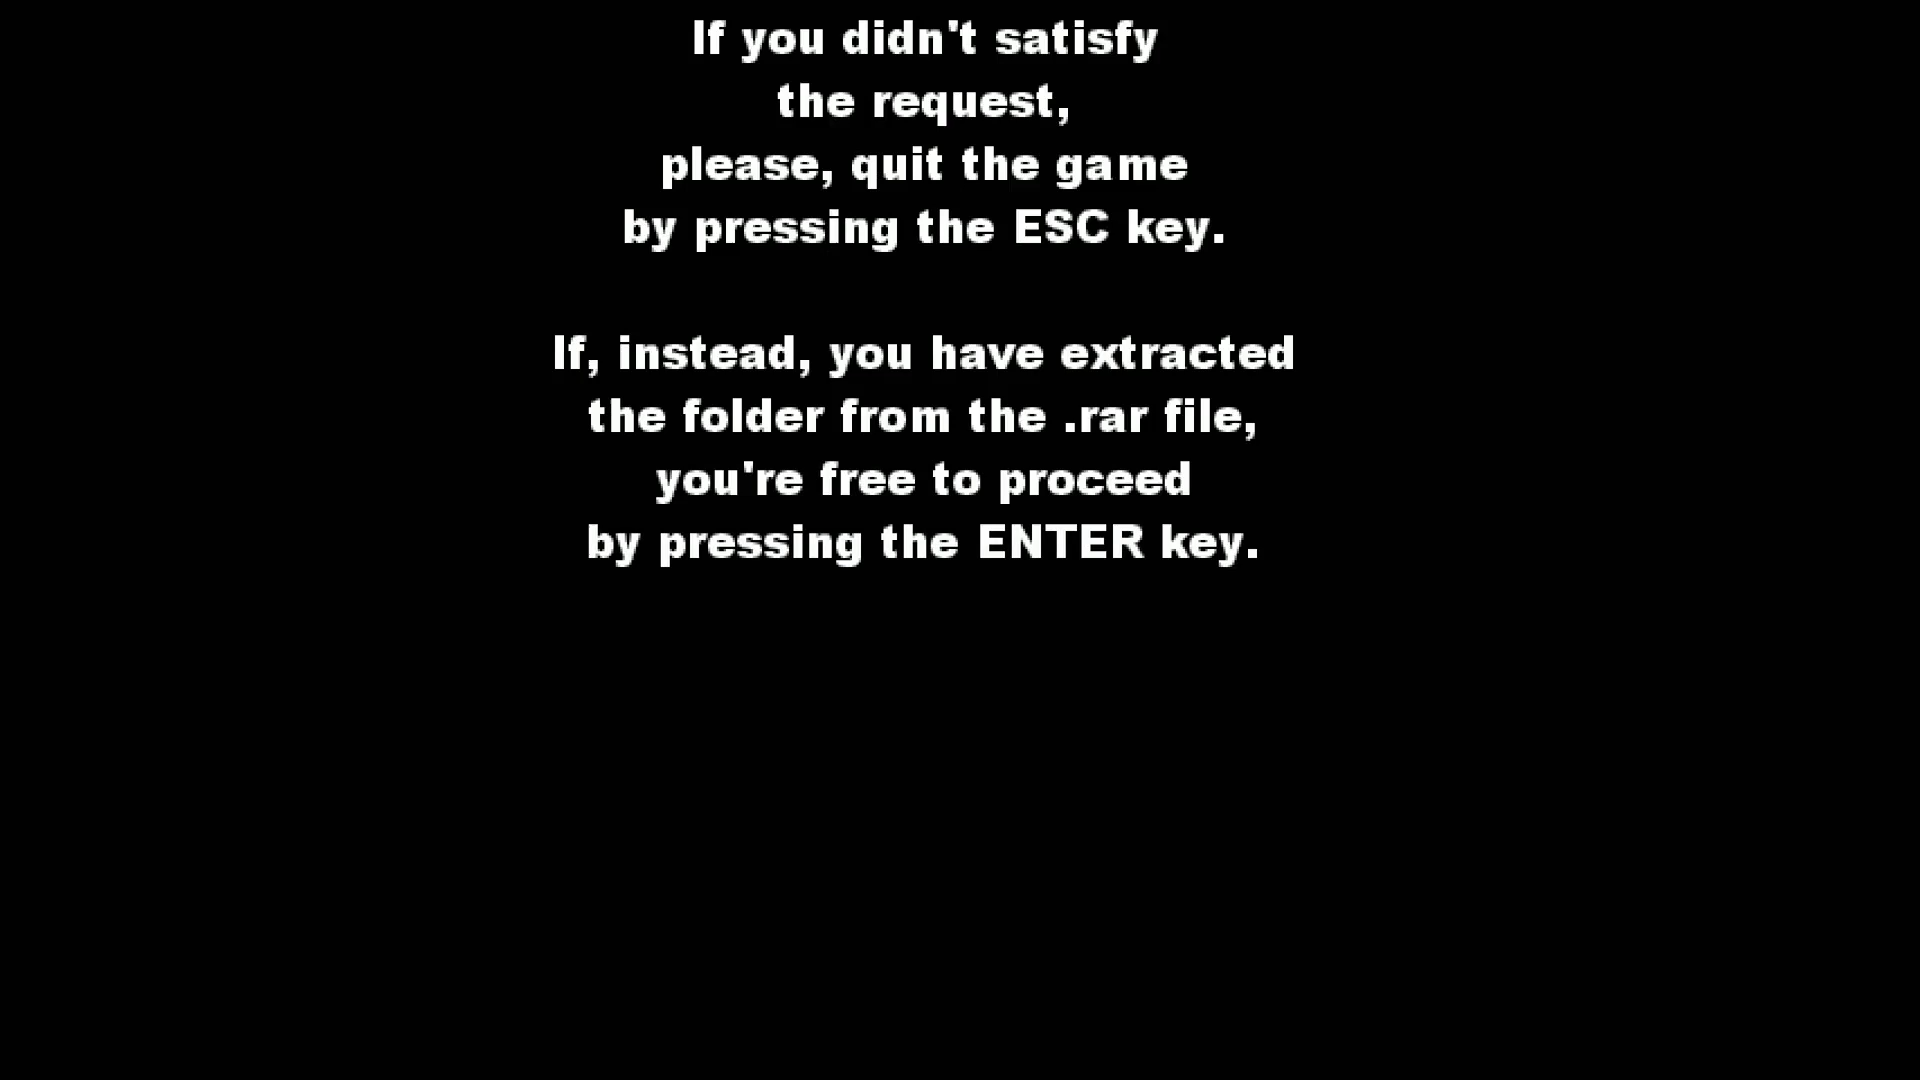 If you didn't satisfy
the request,
please, quit the game
by pressing the ESC key.
If, instead, you have extracted
the folder from the .rar file,
you're free to proceed
by pressing the ENTER key.